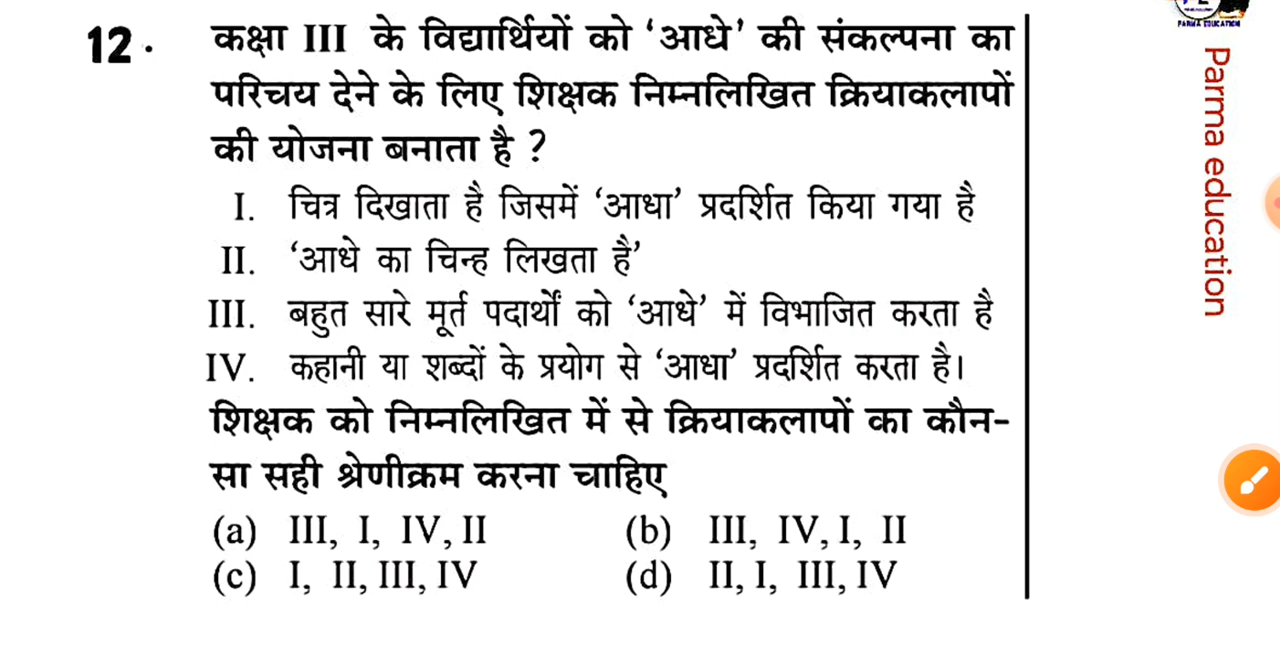 12. कक्षा III के विद्यार्थियों को ‘आधे’ की संकल्पना का
परिचय देने के लिए शिक्षक निम्नलिखित क्रियाकलापों
की योजना बनाता है ?
I. चित्र दिखाता है जिसमें ‘आधा’ प्रदर्शित किया गया है
II. ‘आधे का चिन्ह लिखता है’
III. बहुत सारे मूर्त पदार्थों को ‘आधे’ में विभाजित करता है
IV. कहानी या शब्दों के प्रयोग से ‘आधा’ प्रदर्शित करता है।
शिक्षक को निम्नलिखित में से क्रियाकलापों का कौन-
सा सही श्रेणीक्रम करना चाहिए
(a) III, I, IV, II (b) III, IV, I, II
(c) I, II, III, IV (d) II, I, III, IV
PARMA EDUCATION
Parma education